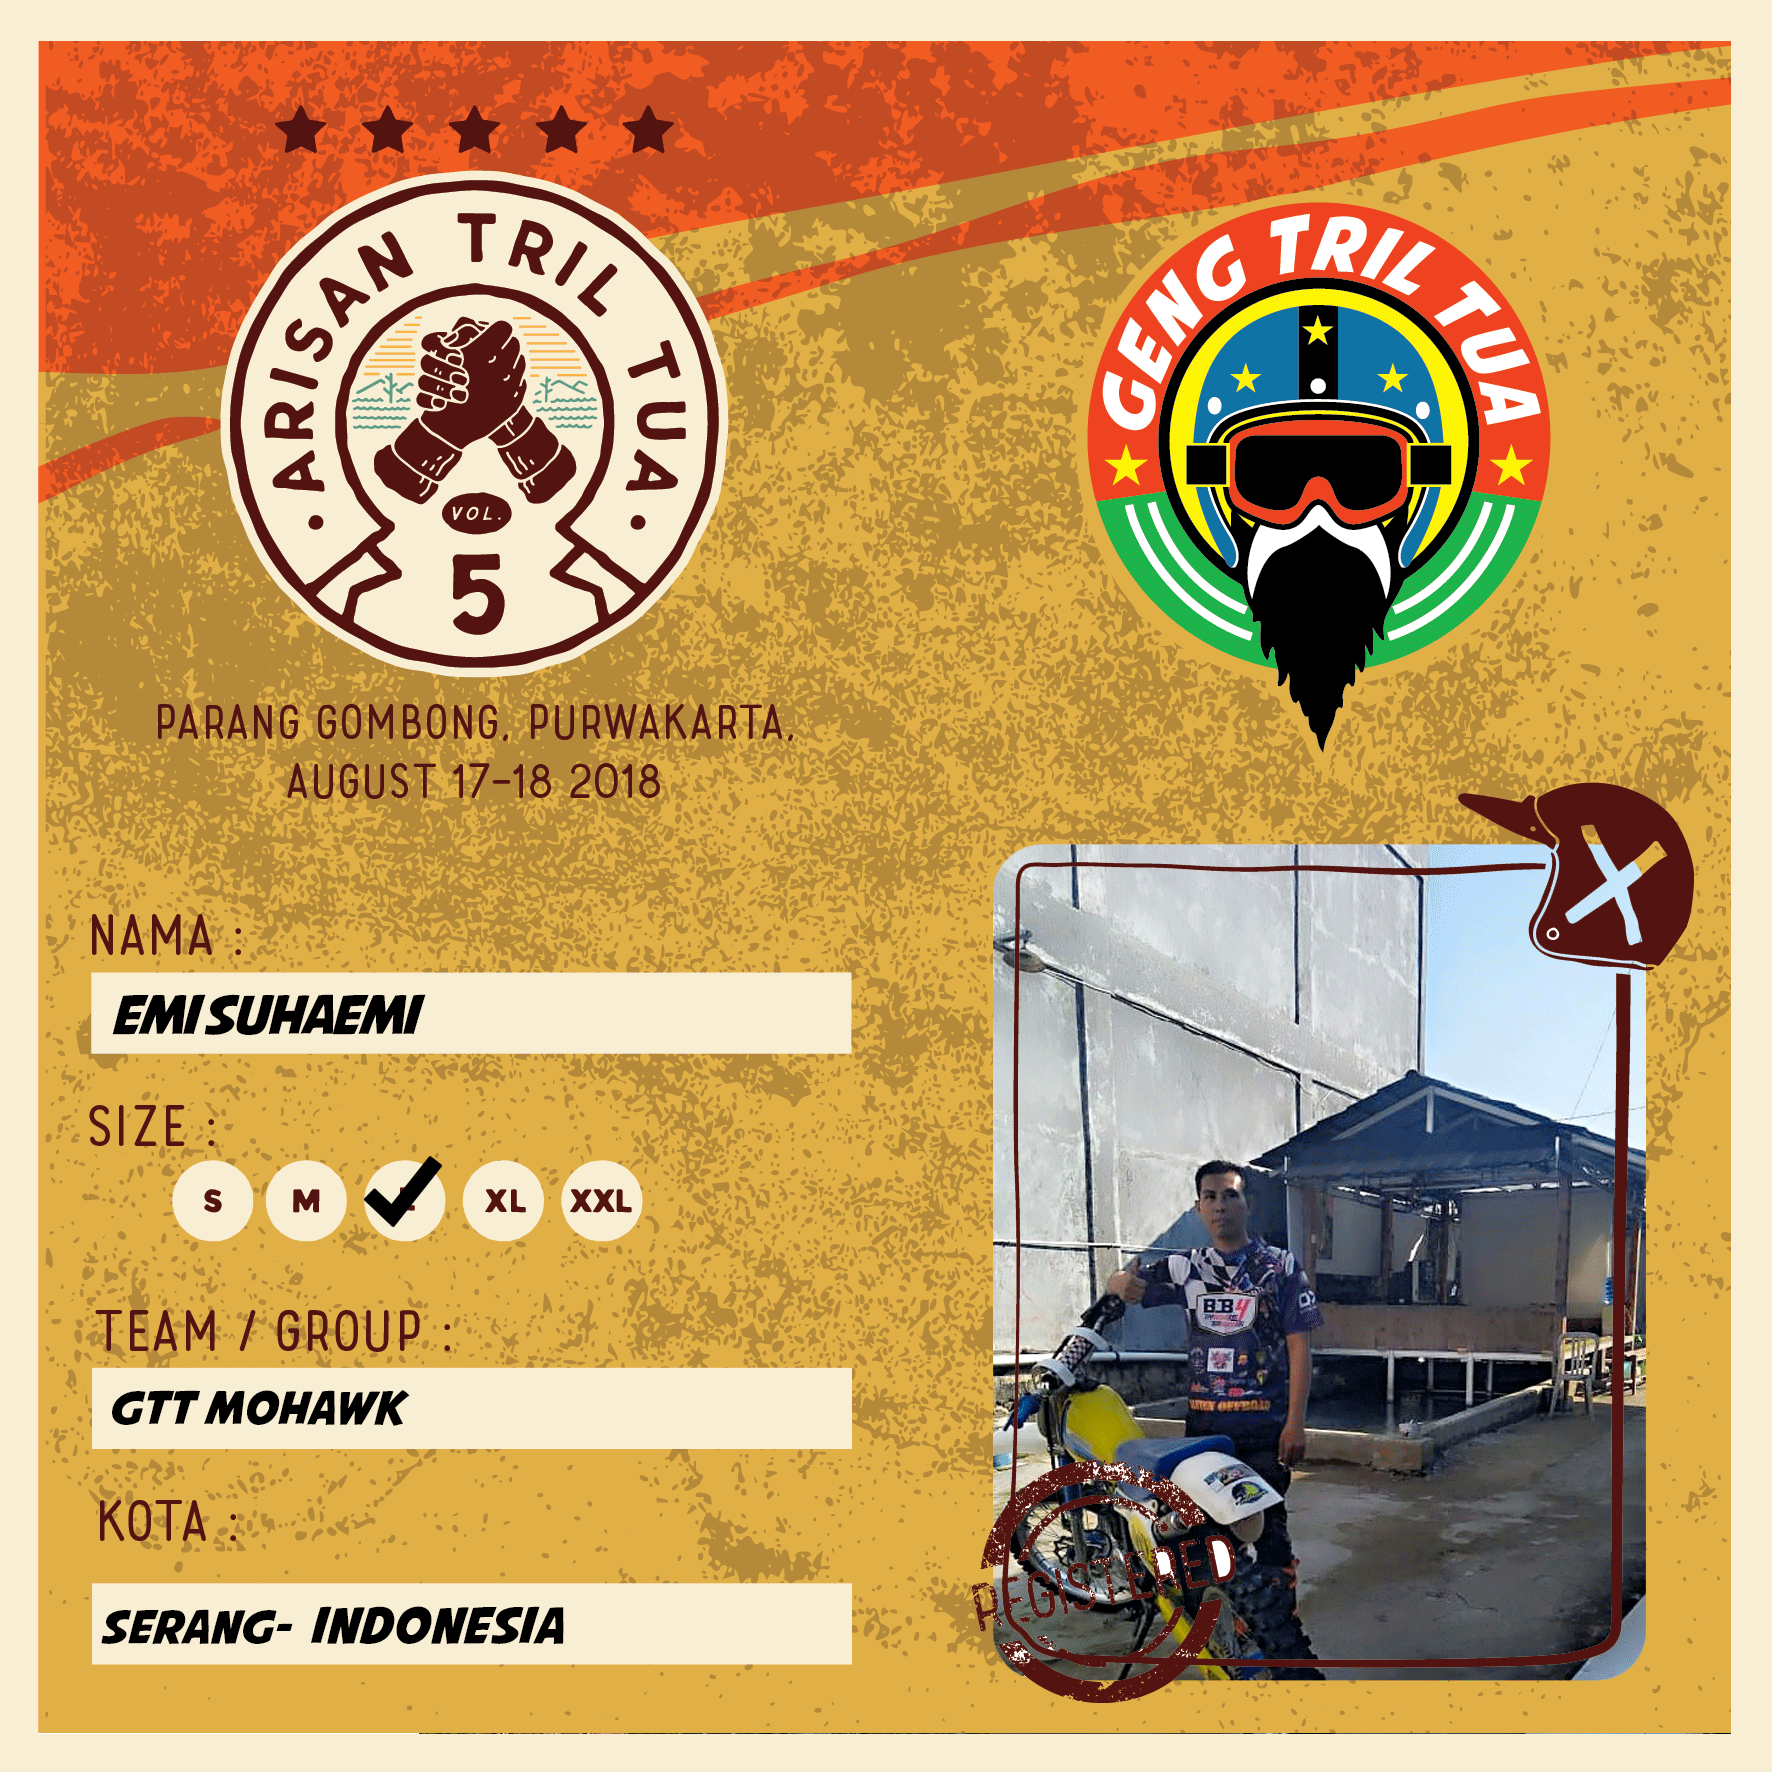 ARISAN TRIL TUA
VOL.
5
GENG TRIL TUA
PARANG GOMBONG, PURWAKARTA,
AUGUST 17-18 2018
NAMA :
EMI SUHAEMI
SIZE :
S M L XL XXL
TEAM / GROUP :
GTT MOHAWK
KOTA :
SERANG- INDONESIA
BB4
REGISTERED